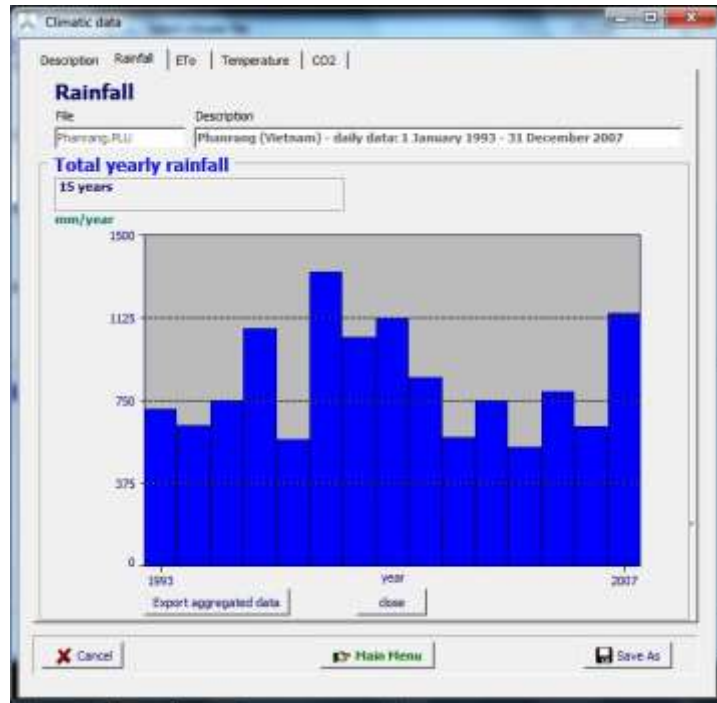 Climatic data
Description Rainfall ETo Temperature CO2
Rainfall
File Description
Phanrang.PLU Phanrang (Vietnam) - daily data: 1 January 1993 - 31 December 2007
Total yearly rainfall
15 years
mm/year
1500
1125
750
375
0
1993 year 2007
Export aggregated data close
Cancel Main Menu Save As